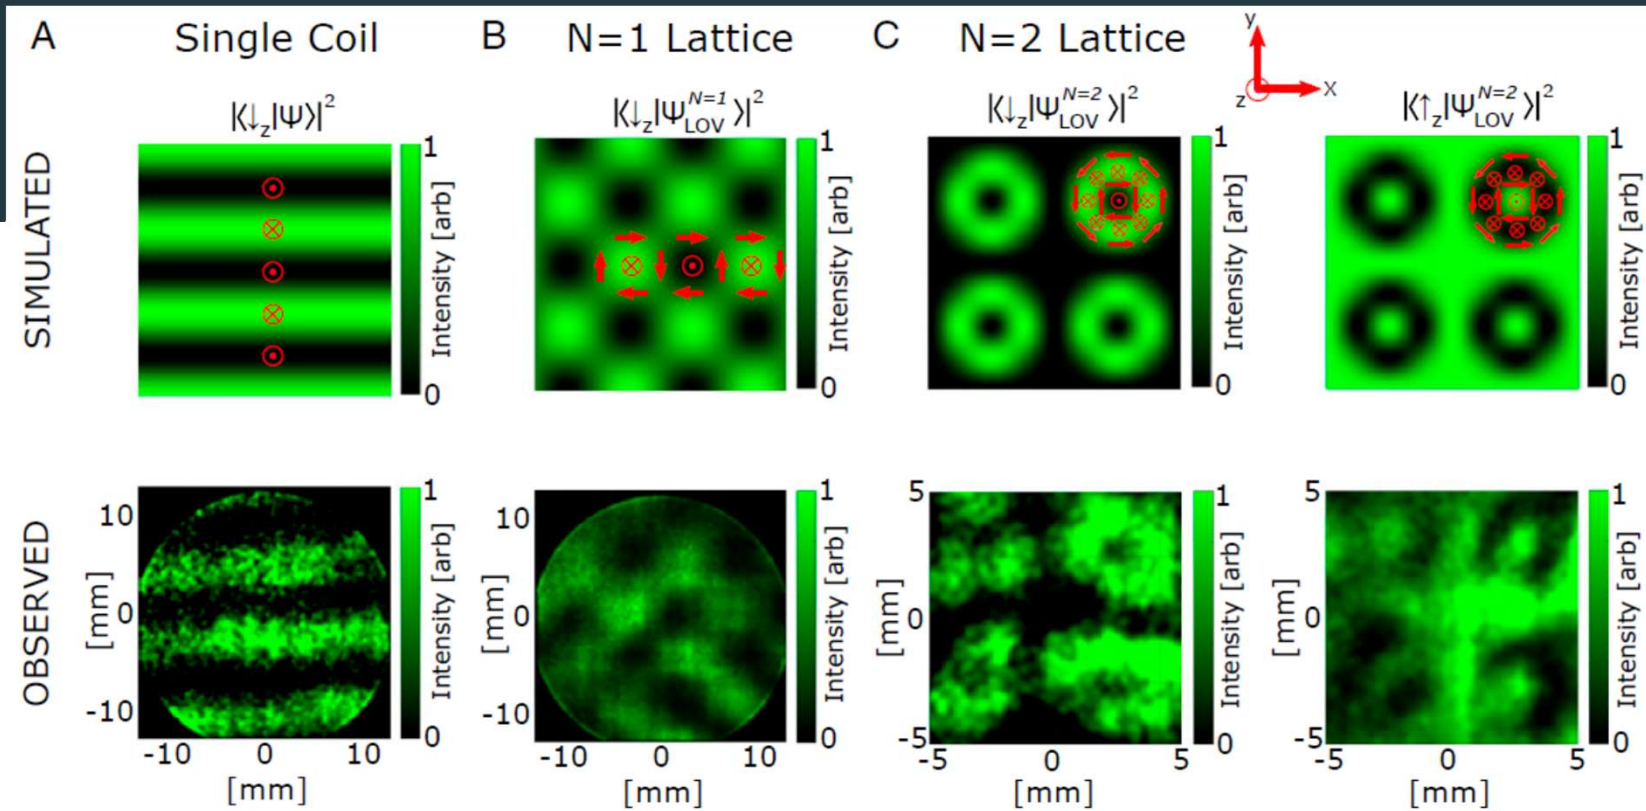 A Single Coil
B N=1 Lattice
C N=2 Lattice
y
z x
|⟨↓z|Ψ⟩|²
|⟨↓z|Ψ_LOV^{N=1}⟩|²
|⟨↓z|Ψ_LOV^{N=2}⟩|²
|⟨↑z|Ψ_LOV^{N=2}⟩|²
SIMULATED
1
Intensity [arb]
0
1
Intensity [arb]
0
1
Intensity [arb]
0
1
Intensity [arb]
0
OBSERVED
[mm]
10
0
-10
-10 0 10
[mm]
1
Intensity [arb]
0
[mm]
10
0
-10
-10 0 10
[mm]
1
Intensity [arb]
0
[mm]
5
0
-5
-5 0 5
[mm]
1
Intensity [arb]
0
[mm]
5
0
-5
-5 0 5
[mm]
1
Intensity [arb]
0